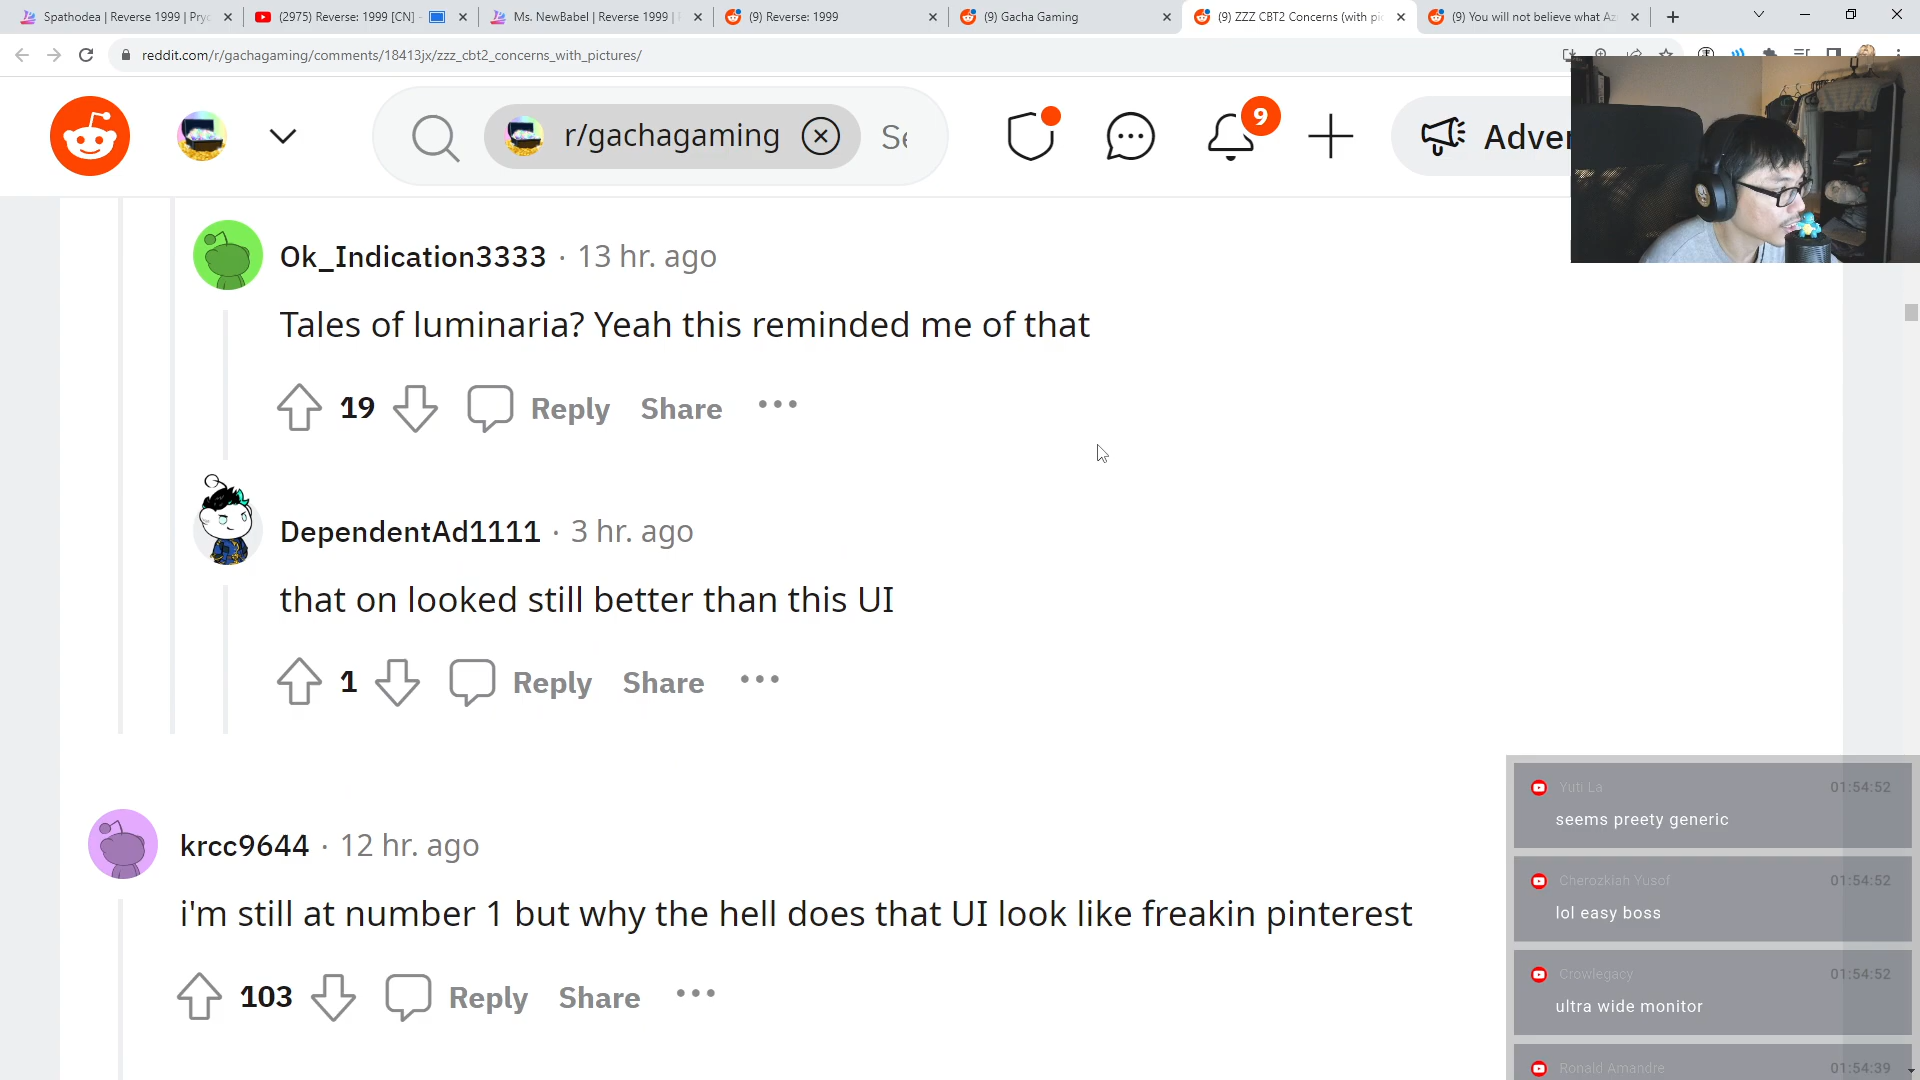 Spathodea | Reverse 1999 | Pryd
(2975) Reverse: 1999 [CN] -
Ms. NewBabel | Reverse 1999 |
(9) Reverse: 1999
(9) Gacha Gaming
(9) ZZZ CBT2 Concerns (with pic
(9) You will not believe what Az
reddit.com/r/gachagaming/comments/18413jx/zzz_cbt2_concerns_with_pictures/
r/gachagaming
Se
9
Adver
Ok_Indication3333 · 13 hr. ago
Tales of luminaria? Yeah this reminded me of that
19
Reply Share ···
DependentAd1111 · 3 hr. ago
that on looked still better than this UI
1
Reply Share ···
krcc9644 · 12 hr. ago
i'm still at number 1 but why the hell does that UI look like freakin pinterest
103
Reply Share ···
Yuti La 01:54:52
seems preety generic
Cherozkiah Yusof 01:54:52
lol easy boss
Crowlegacy 01:54:52
ultra wide monitor
Ronald Amandre 01:54:39